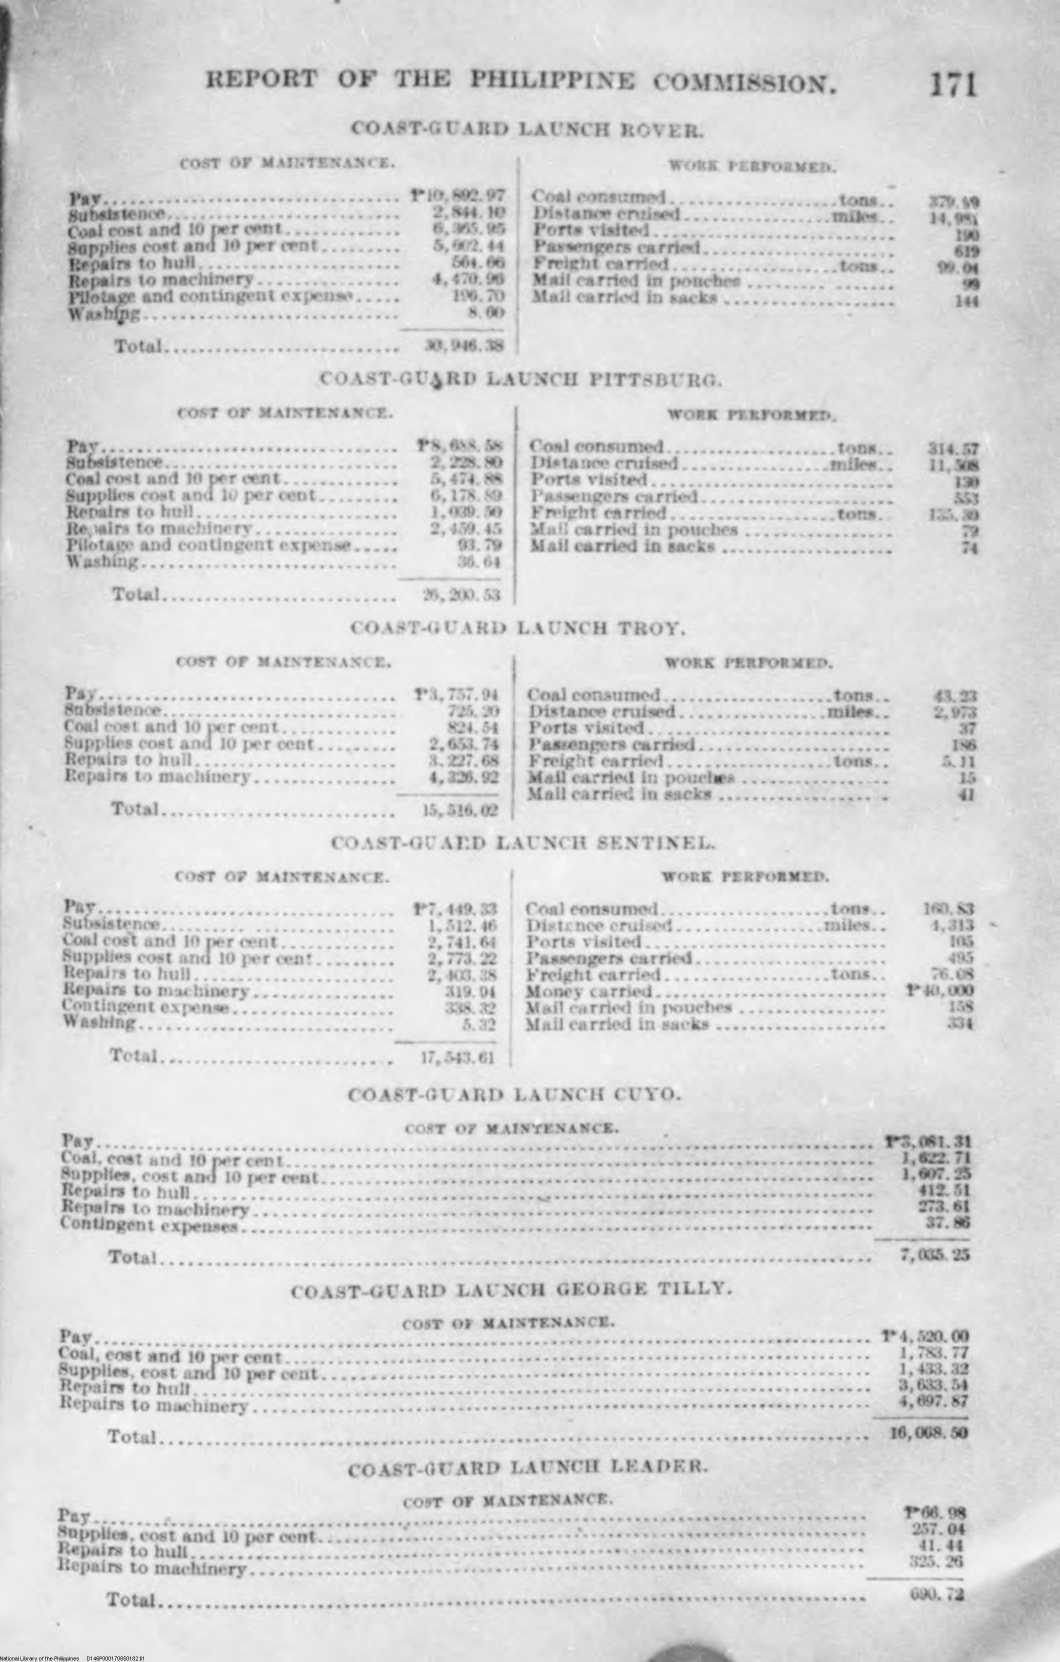 REPORT OF THE PHILIPPINE COMMISSION. 171
COAST-GUARD LAUNCH ROVER.
COST OF MAINTENANCE.
Pay ₱10,892.97
Subsistence 2,844.10
Coal cost and 10 per cent 6,365.95
Supplies cost and 10 per cent 5,602.44
Repairs to hull 564.66
Repairs to machinery 4,470.96
Pilotage and contingent expense 196.70
Washing 8.60
Total 30,946.38
WORK PERFORMED.
Coal consumed tons 379.99
Distance cruised miles
Ports visited 190
Passengers carried 619
Freight carried tons 99.04
Mail carried in pouches 99
Mail carried in sacks 144
COAST-GUARD LAUNCH PITTSBURG.
COST OF MAINTENANCE.
Pay ₱8,688.58
Subsistence 2,228.80
Coal cost and 10 per cent 5,474.88
Supplies cost and 10 per cent 6,178.89
Repairs to hull 1,039.50
Repairs to machinery 2,459.45
Pilotage and contingent expense 93.79
Washing 36.64
Total 26,200.53
WORK PERFORMED.
Coal consumed tons 314.57
Distance cruised miles 11,508
Ports visited 130
Passengers carried 553
Freight carried tons 135.30
Mail carried in pouches 79
Mail carried in sacks 74
COAST-GUARD LAUNCH TROY.
COST OF MAINTENANCE.
Pay ₱3,757.94
Subsistence 725.20
Coal cost and 10 per cent 824.54
Supplies cost and 10 per cent 2,653.74
Repairs to hull 3,227.68
Repairs to machinery 4,326.92
Total 15,516.02
WORK PERFORMED.
Coal consumed tons 43.23
Distance cruised miles 2,973
Ports visited 37
Passengers carried 186
Freight carried tons 5.11
Mail carried in pouches 15
Mail carried in sacks 41
COAST-GUARD LAUNCH SENTINEL.
COST OF MAINTENANCE.
Pay ₱7,449.33
Subsistence 1,512.46
Coal cost and 10 per cent 2,741.64
Supplies cost and 10 per cent 2,773.22
Repairs to hull 2,403.38
Repairs to machinery 319.94
Contingent expense 338.32
Washing 5.32
Total 17,543.61
WORK PERFORMED.
Coal consumed tons 160.83
Distance cruised miles 4,313
Ports visited 105
Passengers carried 495
Freight carried tons 76.08
Money carried ₱40,000
Mail carried in pouches 158
Mail carried in sacks 334
COAST-GUARD LAUNCH CUYO.
COST OF MAINTENANCE.
Pay ₱3,081.31
Coal, cost and 10 per cent 1,622.71
Supplies, cost and 10 per cent 1,607.25
Repairs to hull 412.51
Repairs to machinery 273.61
Contingent expenses 37.86
Total 7,035.25
COAST-GUARD LAUNCH GEORGE TILLY.
COST OF MAINTENANCE.
Pay ₱4,520.00
Coal, cost and 10 per cent 1,783.77
Supplies, cost and 10 per cent 1,433.32
Repairs to hull 3,633.54
Repairs to machinery 4,697.87
Total 16,068.50
COAST-GUARD LAUNCH LEADER.
COST OF MAINTENANCE.
Pay ₱66.98
Supplies, cost and 10 per cent 257.04
Repairs to hull 41.44
Repairs to machinery 325.26
Total 690.72
National Library of the Philippines